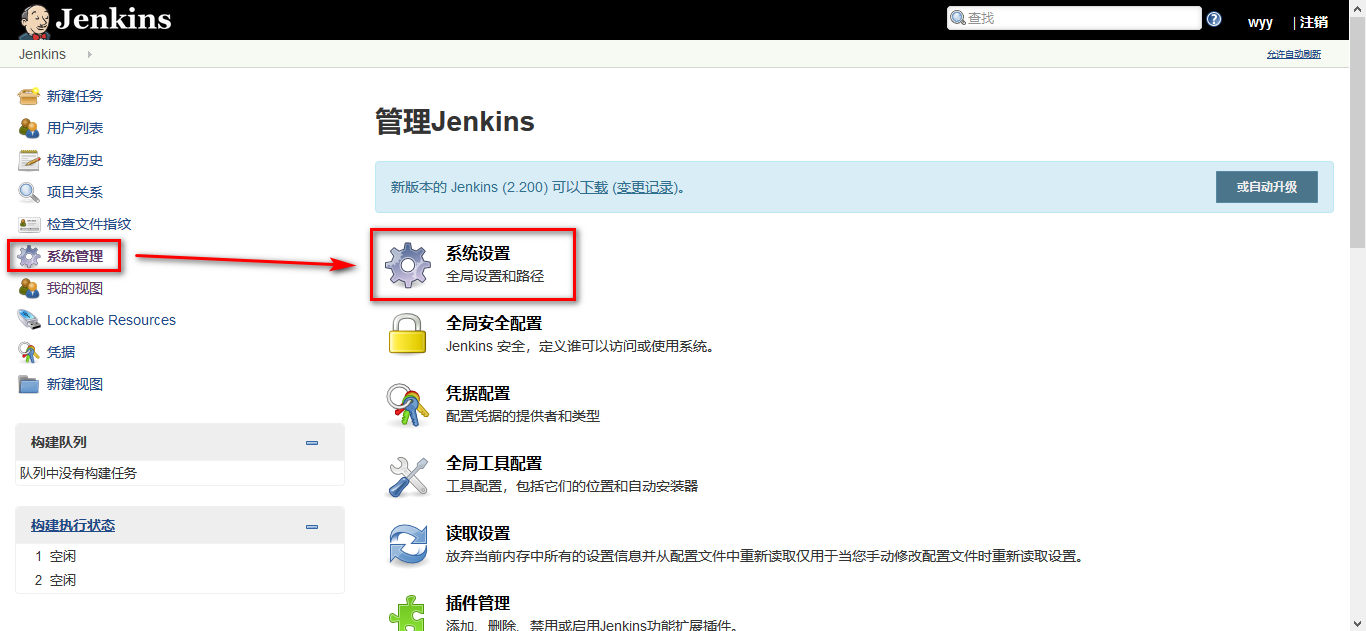 Jenkins
查找
wyy
|注销
Jenkins
允许自动刷新
新建任务
用户列表
构建历史
项目关系
检查文件指纹
系统管理
我的视图
Lockable Resources
凭据
新建视图
构建队列
队列中没有构建任务
构建执行状态
1 空闲
2 空闲
管理Jenkins
新版本的 Jenkins (2.200) 可以下载 (变更记录)。
或自动升级
系统设置
全局设置和路径
全局安全配置
Jenkins 安全，定义谁可以访问或使用系统。
凭据配置
配置凭据的提供者和类型
全局工具配置
工具配置，包括它们的位置和自动安装器
读取设置
放弃当前内存中所有的设置信息并从配置文件中重新读取仅用于当您手动修改配置文件时重新读取设置。
插件管理
添加、删除、禁用或启用Jenkins功能扩展插件。